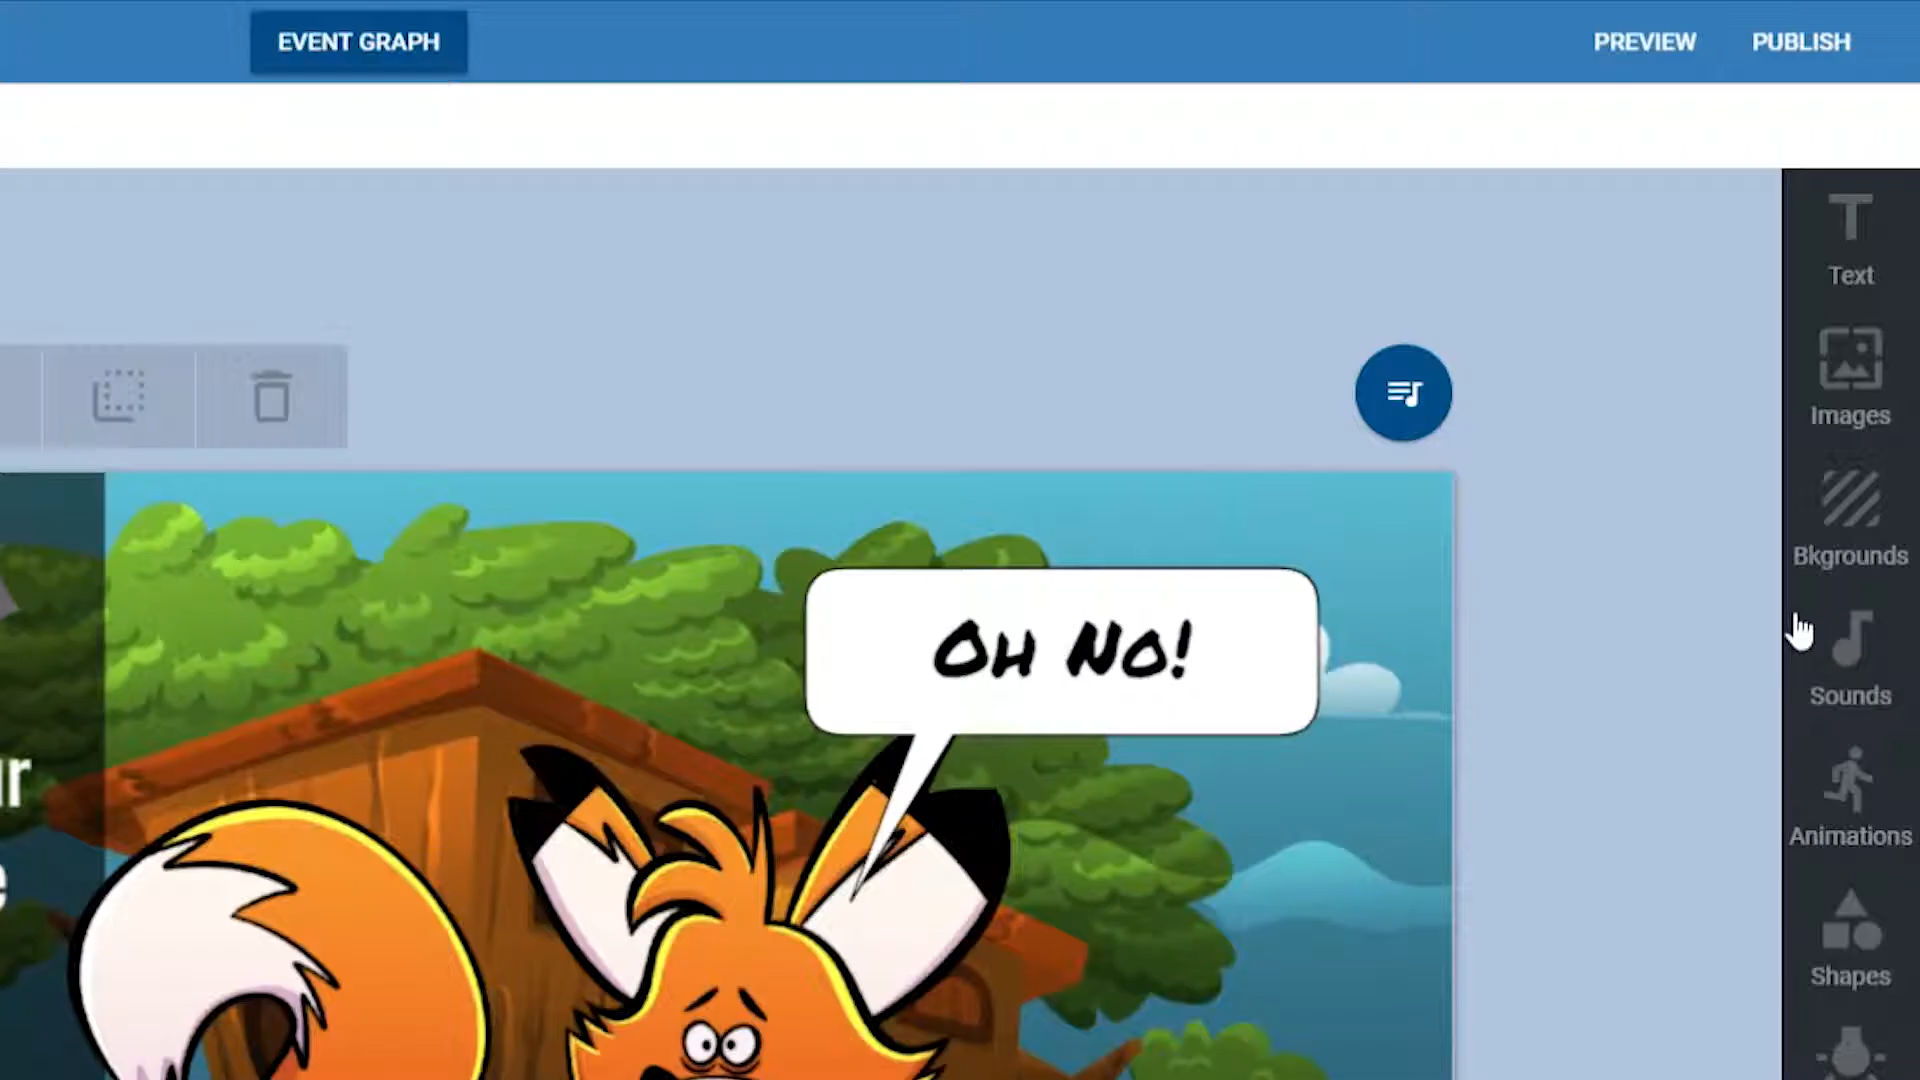 EVENT GRAPH
PREVIEW
PUBLISH
Text
Images
Bkgrounds
Sounds
Animations
Shapes
Oh No!